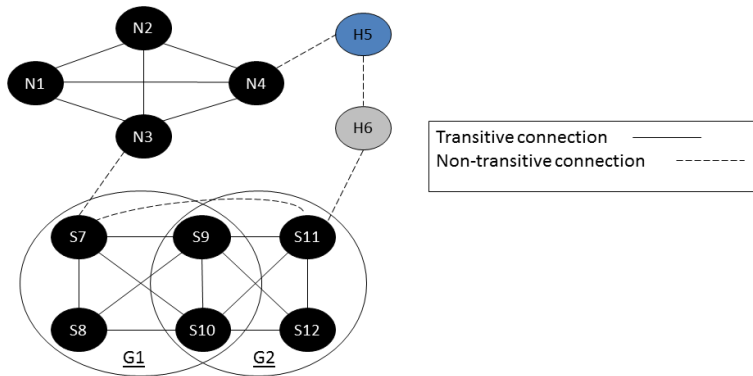 N2
H5
N1
N4
N3
H6
Transitive connection
Non-transitive connection
S7
S9
S11
S8
S10
S12
G1
G2